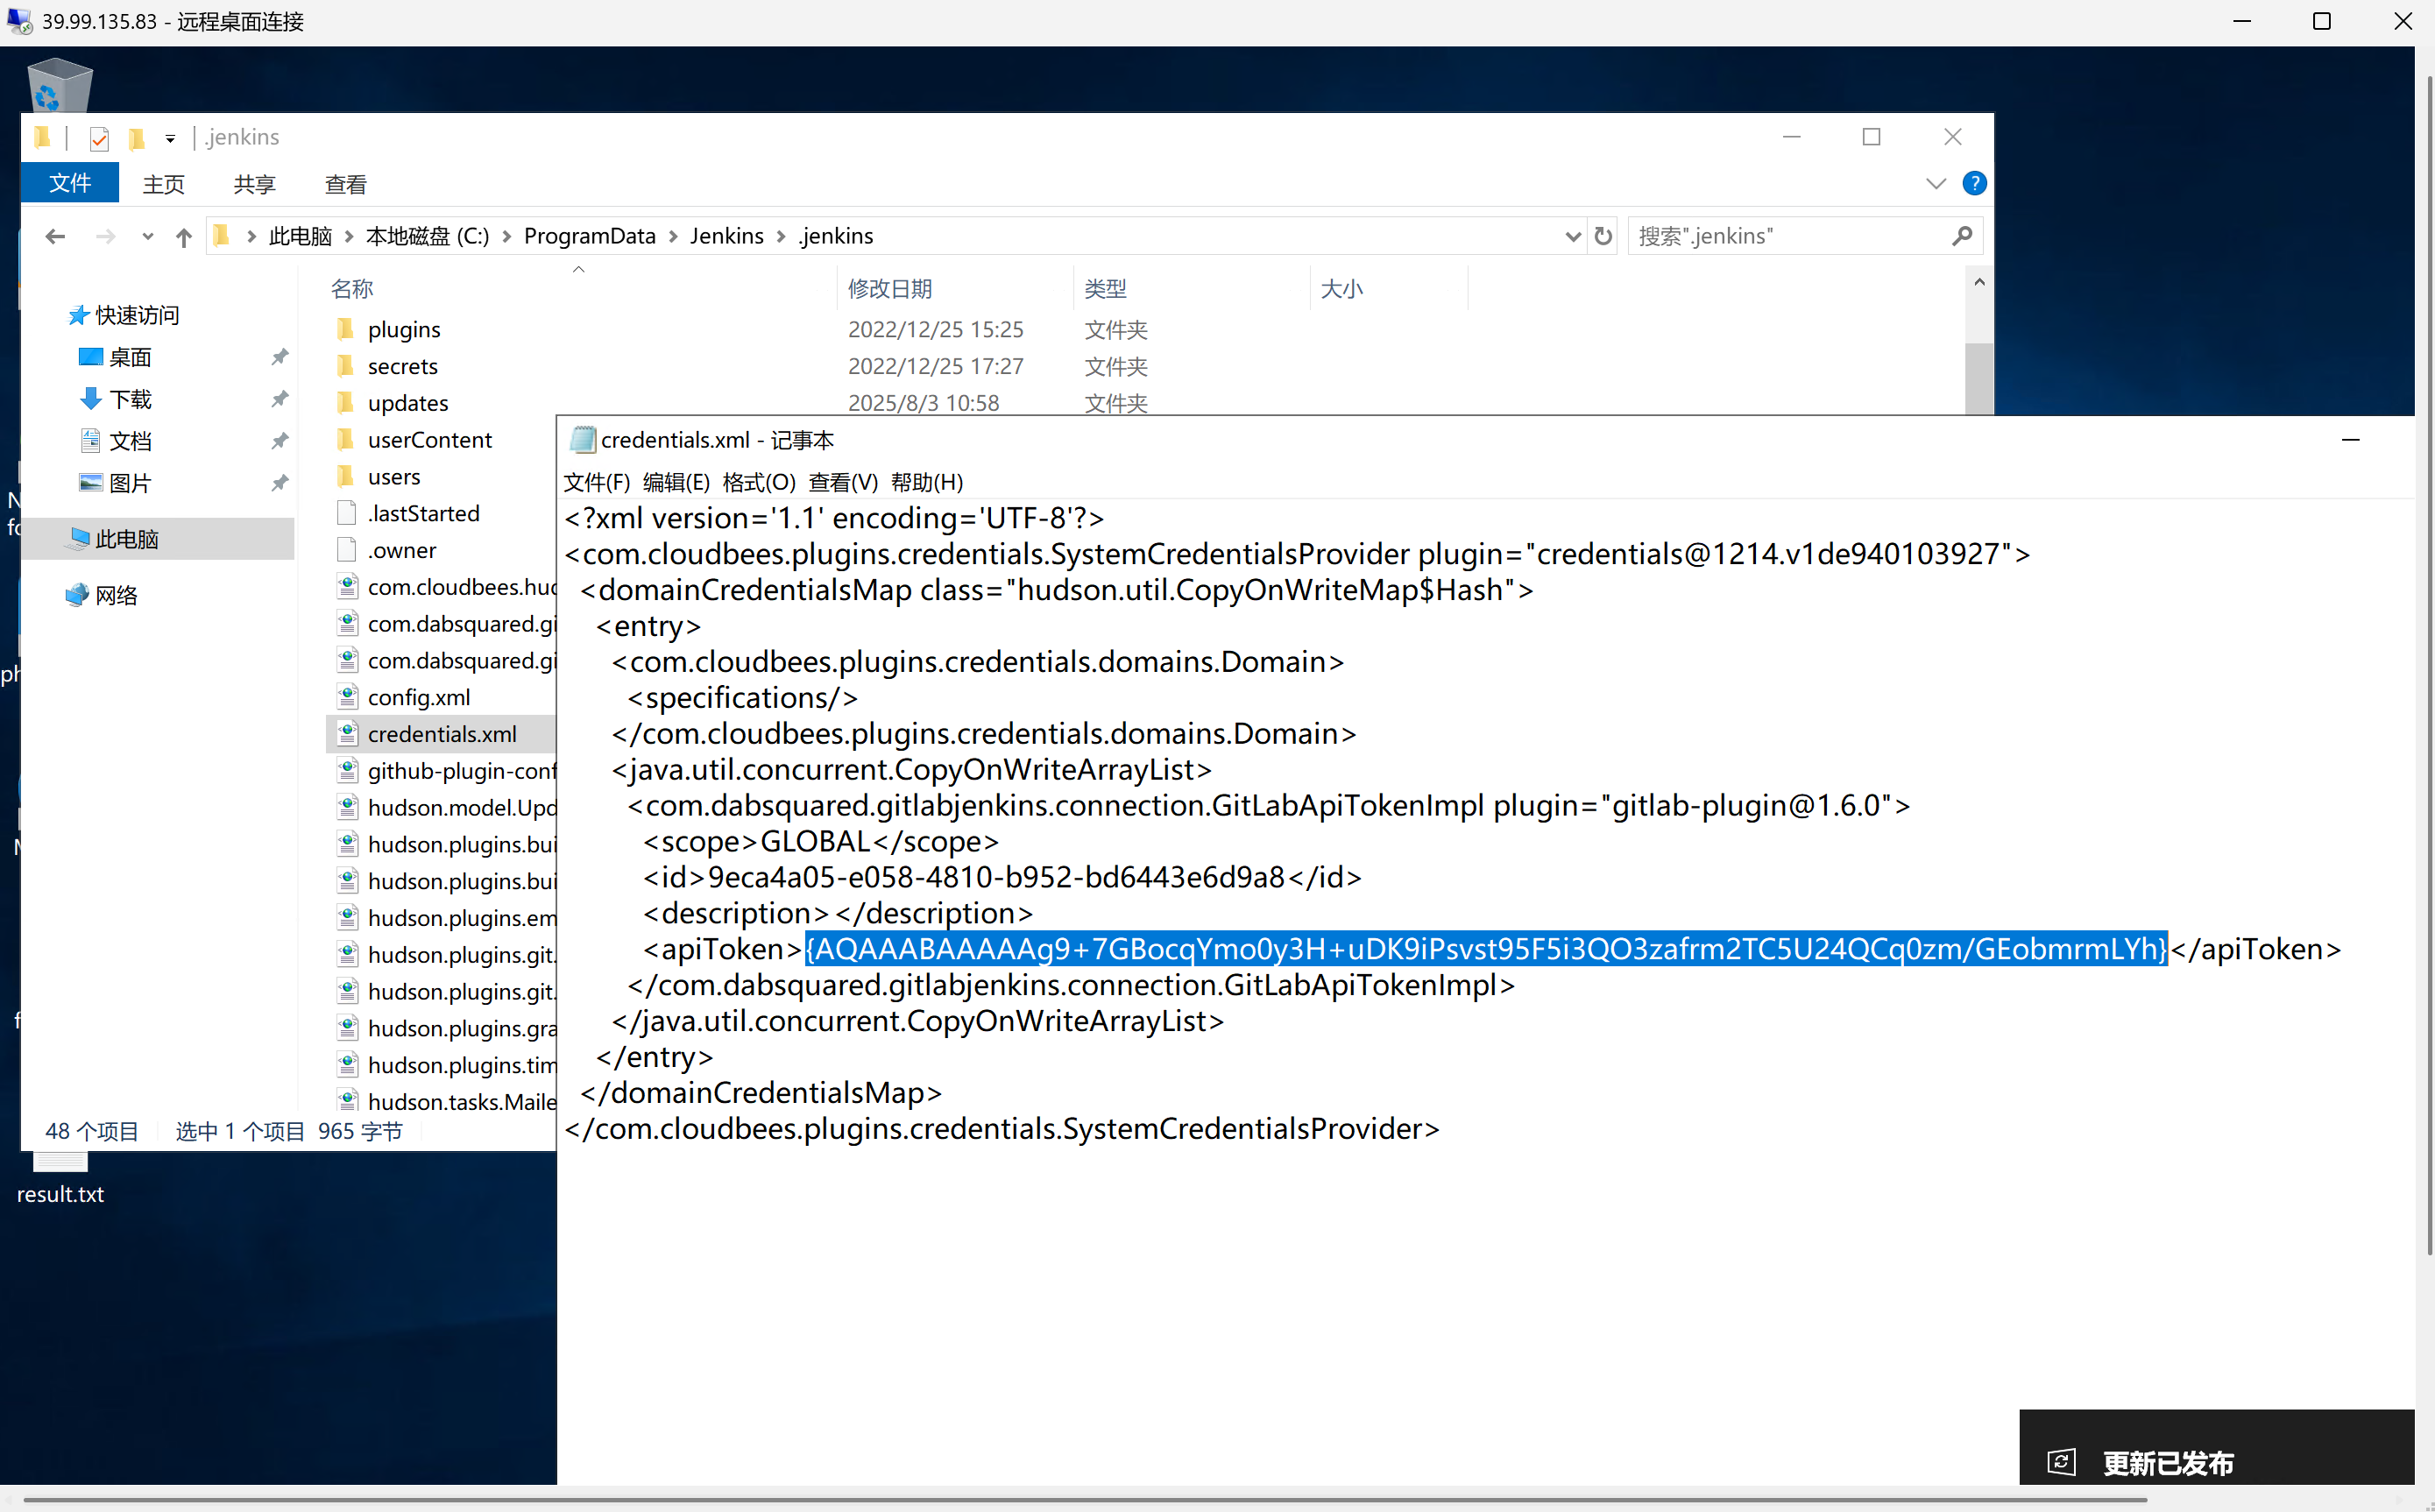 39.99.135.83 - 远程桌面连接
.jenkins
文件 主页 共享 查看
此电脑 > 本地磁盘 (C:) > ProgramData > Jenkins > .jenkins
搜索".jenkins"
名称 修改日期 类型 大小
快速访问
桌面
下载
文档
图片
此电脑
网络
plugins 2022/12/25 15:25 文件夹
secrets 2022/12/25 17:27 文件夹
updates 2025/8/3 10:58 文件夹
userContent
users
.lastStarted
.owner
com.cloudbees.huc
com.dabsquared.gi
com.dabsquared.gi
config.xml
credentials.xml
github-plugin-conf
hudson.model.Upd
hudson.plugins.bui
hudson.plugins.bui
hudson.plugins.em
hudson.plugins.git.
hudson.plugins.git.
hudson.plugins.gra
hudson.plugins.tim
hudson.tasks.Maile
48 个项目 选中 1 个项目 965 字节
credentials.xml - 记事本
文件(F) 编辑(E) 格式(O) 查看(V) 帮助(H)
<?xml version='1.1' encoding='UTF-8'?>
<com.cloudbees.plugins.credentials.SystemCredentialsProvider plugin="credentials@1214.v1de940103927">
<domainCredentialsMap class="hudson.util.CopyOnWriteMap$Hash">
<entry>
<com.cloudbees.plugins.credentials.domains.Domain>
<specifications/>
</com.cloudbees.plugins.credentials.domains.Domain>
<java.util.concurrent.CopyOnWriteArrayList>
<com.dabsquared.gitlabjenkins.connection.GitLabApiTokenImpl plugin="gitlab-plugin@1.6.0">
<scope>GLOBAL</scope>
<id>9eca4a05-e058-4810-b952-bd6443e6d9a8</id>
<description></description>
<apiToken>{AQAAABAAAAAg9+7GBocqYmo0y3H+uDK9iPsvst95F5i3QO3zafrm2TC5U24QCq0zm/GEobmrmLYh}</apiToken>
</com.dabsquared.gitlabjenkins.connection.GitLabApiTokenImpl>
</java.util.concurrent.CopyOnWriteArrayList>
</entry>
</domainCredentialsMap>
</com.cloudbees.plugins.credentials.SystemCredentialsProvider>
result.txt
更新已发布